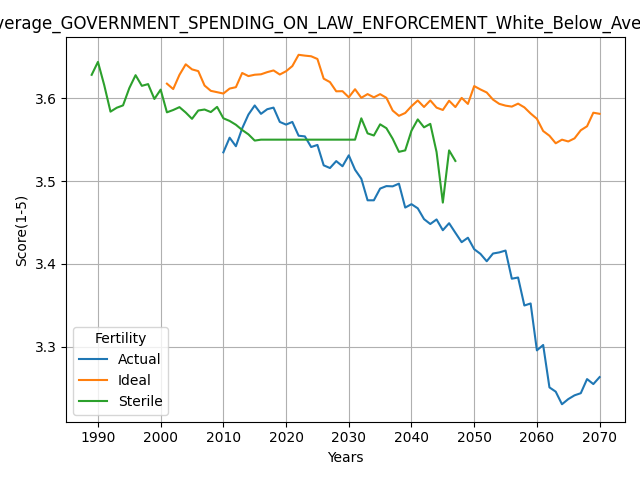 verage_GOVERNMENT_SPENDING_ON_LAW_ENFORCEMENT_White_Below_Ave
Score(1-5)
3.6
3.5
3.4
3.3
Fertility
Actual
Ideal
Sterile
1990 2000 2010 2020 2030 2040 2050 2060 2070
Years